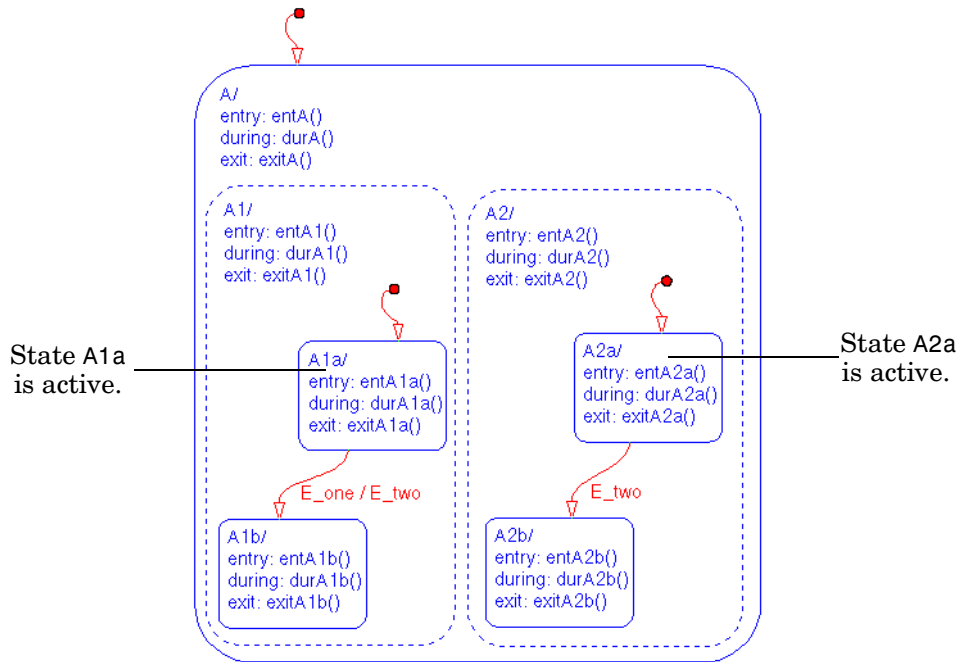 A/
entry: entA()
during: durA()
exit: exitA()
A1/
entry: entA1()
during: durA1()
exit: exitA1()
A2/
entry: entA2()
during: durA2()
exit: exitA2()
State A1a
is active.
A1a/
entry: entA1a()
during: durA1a()
exit: exitA1a()
A2a/
entry: entA2a()
during: durA2a()
exit: exitA2a()
State A2a
is active.
E_one / E_two
E_two
A1b/
entry: entA1b()
during: durA1b()
exit: exitA1b()
A2b/
entry: entA2b()
during: durA2b()
exit: exitA2b()